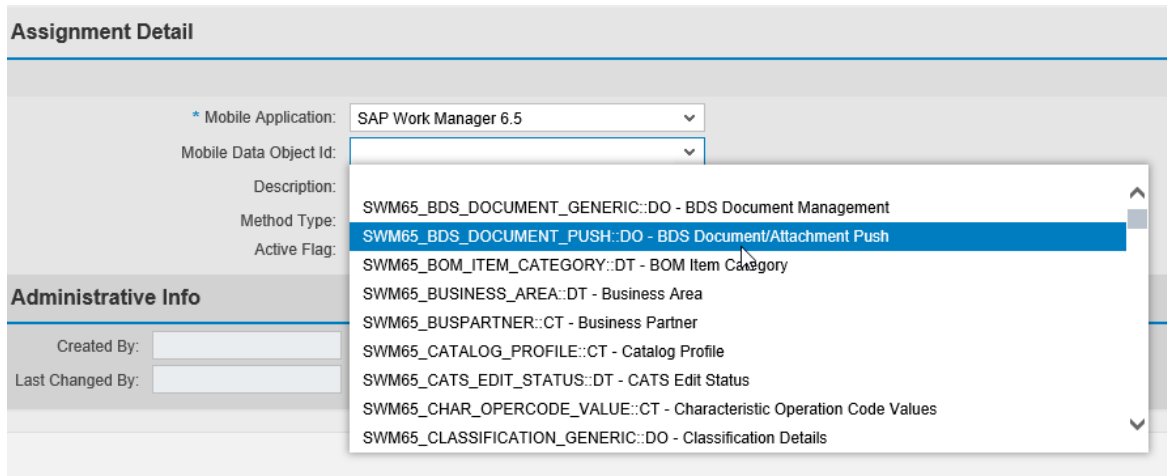 Assignment Detail
* Mobile Application: SAP Work Manager 6.5
Mobile Data Object Id:
Description:
Method Type:
Active Flag:
SWM65_BDS_DOCUMENT_GENERIC::DO - BDS Document Management
SWM65_BDS_DOCUMENT_PUSH::DO - BDS Document/Attachment Push
SWM65_BOM_ITEM_CATEGORY::DT - BOM Item Category
SWM65_BUSINESS_AREA::DT - Business Area
SWM65_BUSPARTNER::CT - Business Partner
SWM65_CATALOG_PROFILE::CT - Catalog Profile
SWM65_CATS_EDIT_STATUS::DT - CATS Edit Status
SWM65_CHAR_OPERCODE_VALUE::CT - Characteristic Operation Code Values
SWM65_CLASSIFICATION_GENERIC::DO - Classification Details
Administrative Info
Created By:
Last Changed By: